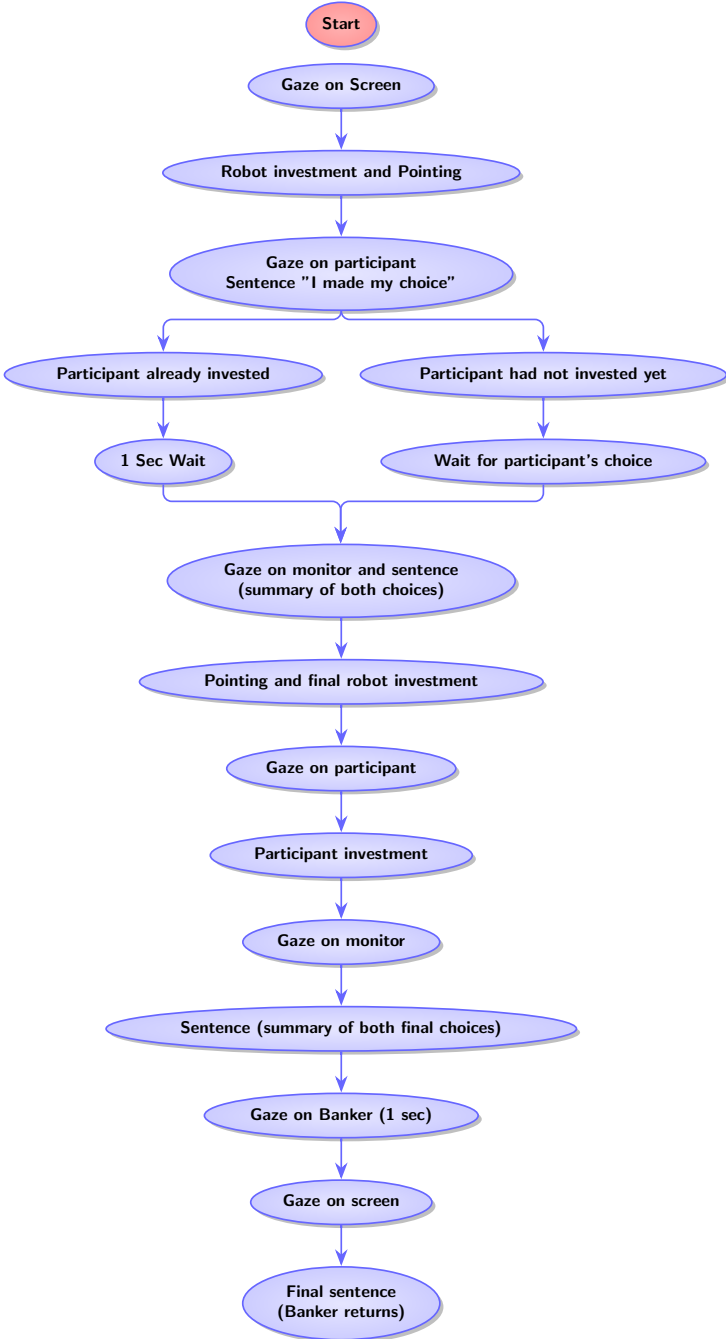 Start
Gaze on Screen
Robot investment and Pointing
Gaze on participant
Sentence ”I made my choice”
Participant already invested
Participant had not invested yet
1 Sec Wait
Wait for participant's choice
Gaze on monitor and sentence
(summary of both choices)
Pointing and final robot investment
Gaze on participant
Participant investment
Gaze on monitor
Sentence (summary of both final choices)
Gaze on Banker (1 sec)
Gaze on screen
Final sentence
(Banker returns)